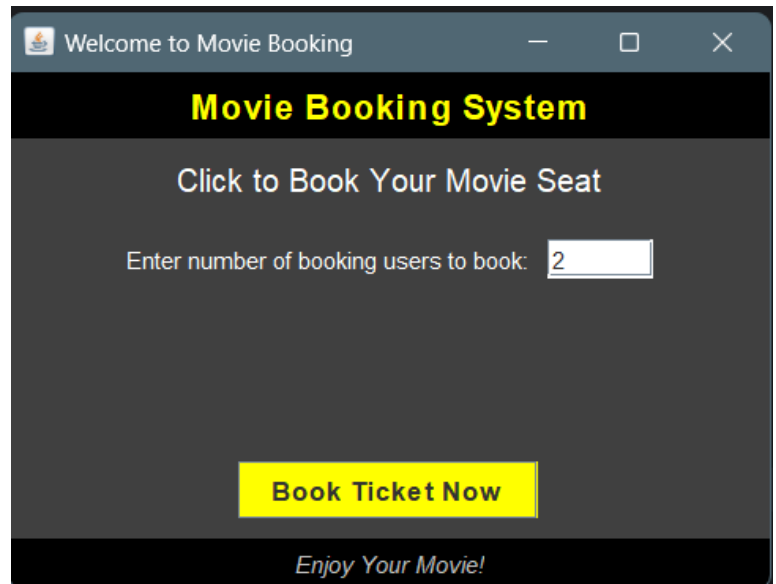 Welcome to Movie Booking
Movie Booking System
Click to Book Your Movie Seat
Enter number of booking users to book: 2
Book Ticket Now
Enjoy Your Movie!